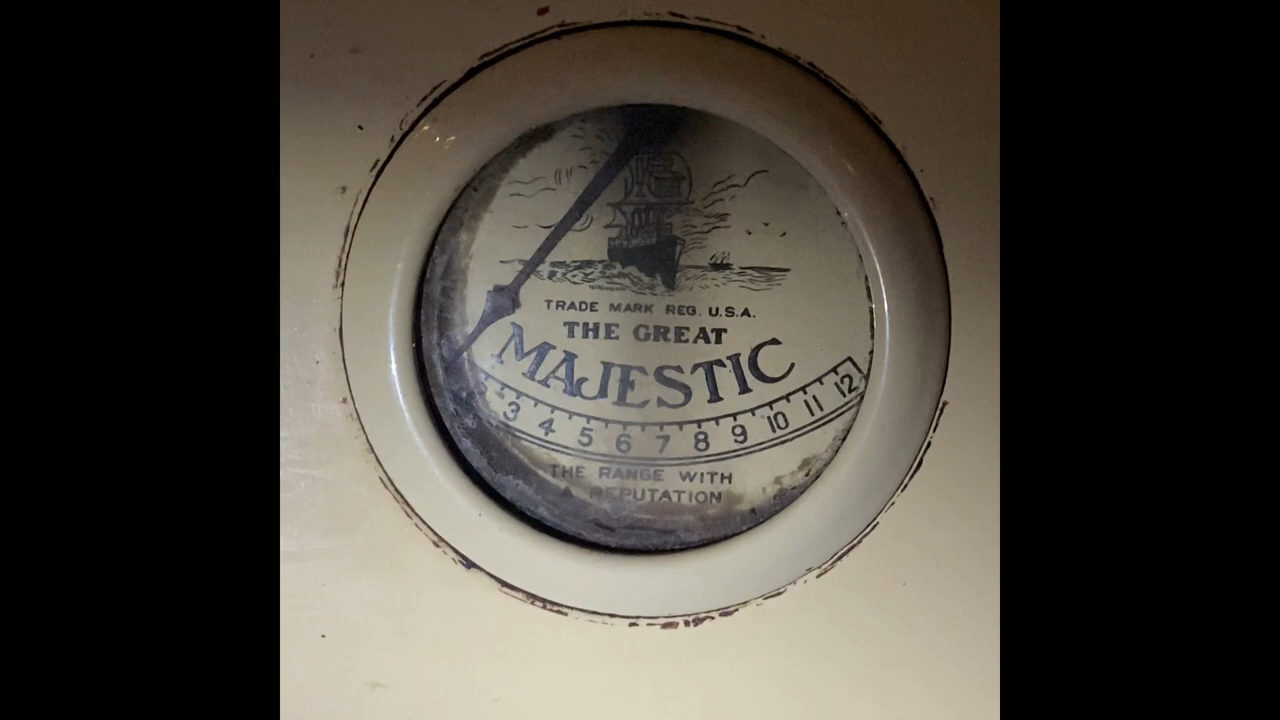 TRADE MARK REG. U.S.A.
THE GREAT
MAJESTIC
3 4 5 6 7 8 9 10 11 12
THE RANGE WITH
A REPUTATION